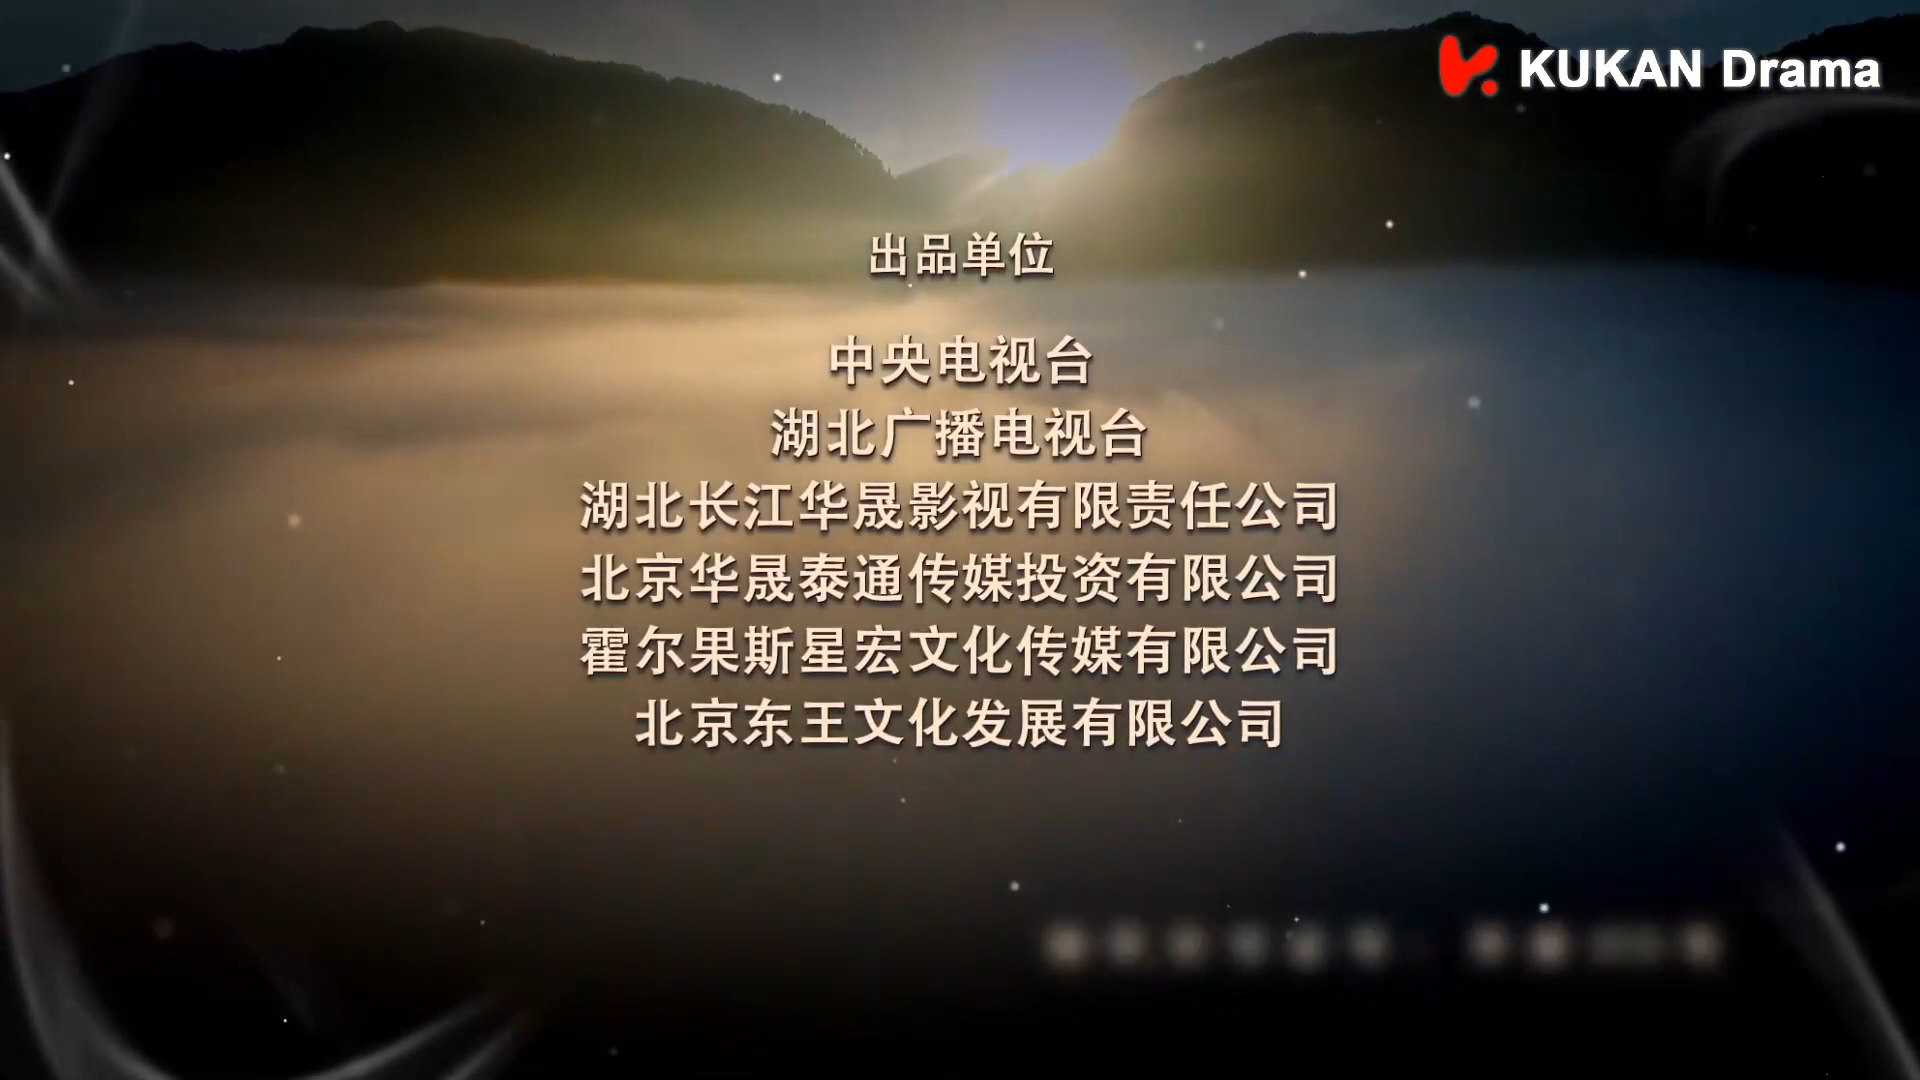 KUKAN Drama
出品单位
中央电视台
湖北广播电视台
湖北长江华晟影视有限责任公司
北京华晟泰通传媒投资有限公司
霍尔果斯星宏文化传媒有限公司
北京东王文化发展有限公司